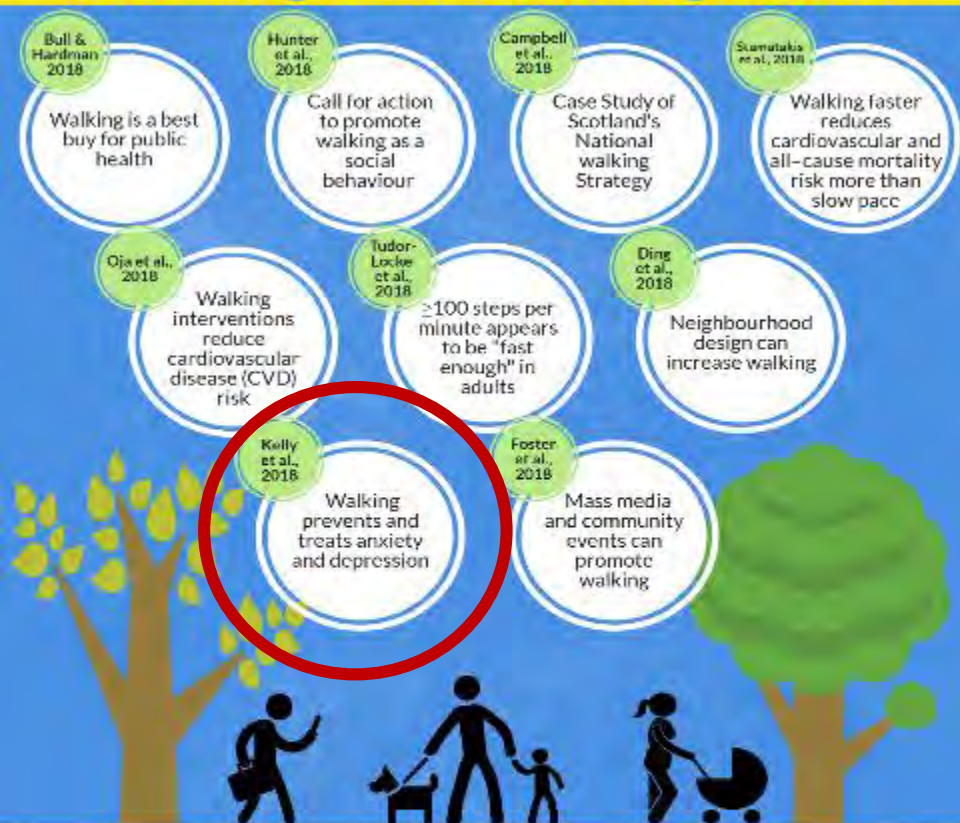 Bull &
Hardman
2018
Walking is a best
buy for public
health
Hunter
et al.,
2018
Call for action
to promote
walking as a
social
behaviour
Campbell
et al.,
2018
Case Study of
Scotland's
National
walking
Strategy
Stamatakis
et al., 2018
Walking faster
reduces
cardiovascular and
all-cause mortality
risk more than
slow pace
Oja et al.,
2018
Walking
interventions
reduce
cardiovascular
disease (CVD)
risk
Tudor-
Locke
et al.,
2018
≥100 steps per
minute appears
to be "fast
enough" in
adults
Ding
et al.,
2018
Neighbourhood
design can
increase walking
Kelly
et al.,
2018
Walking
prevents and
treats anxiety
and depression
Foster
et al.,
2018
Mass media
and community
events can
promote
walking